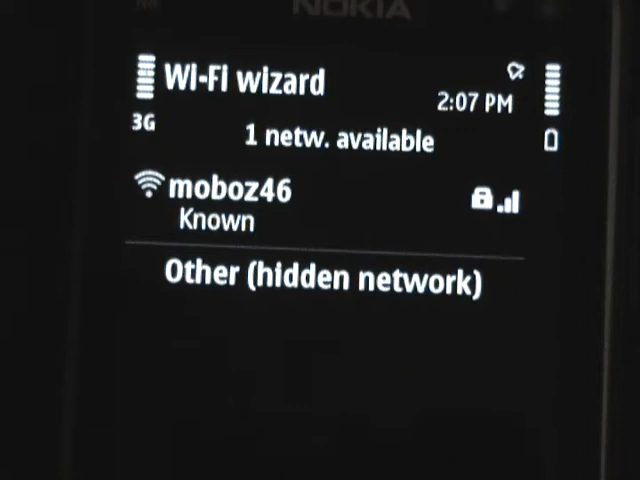 NOKIA
Wi-Fi wizard
2:07 PM
3G
1 netw. available
moboz46
Known
Other (hidden network)